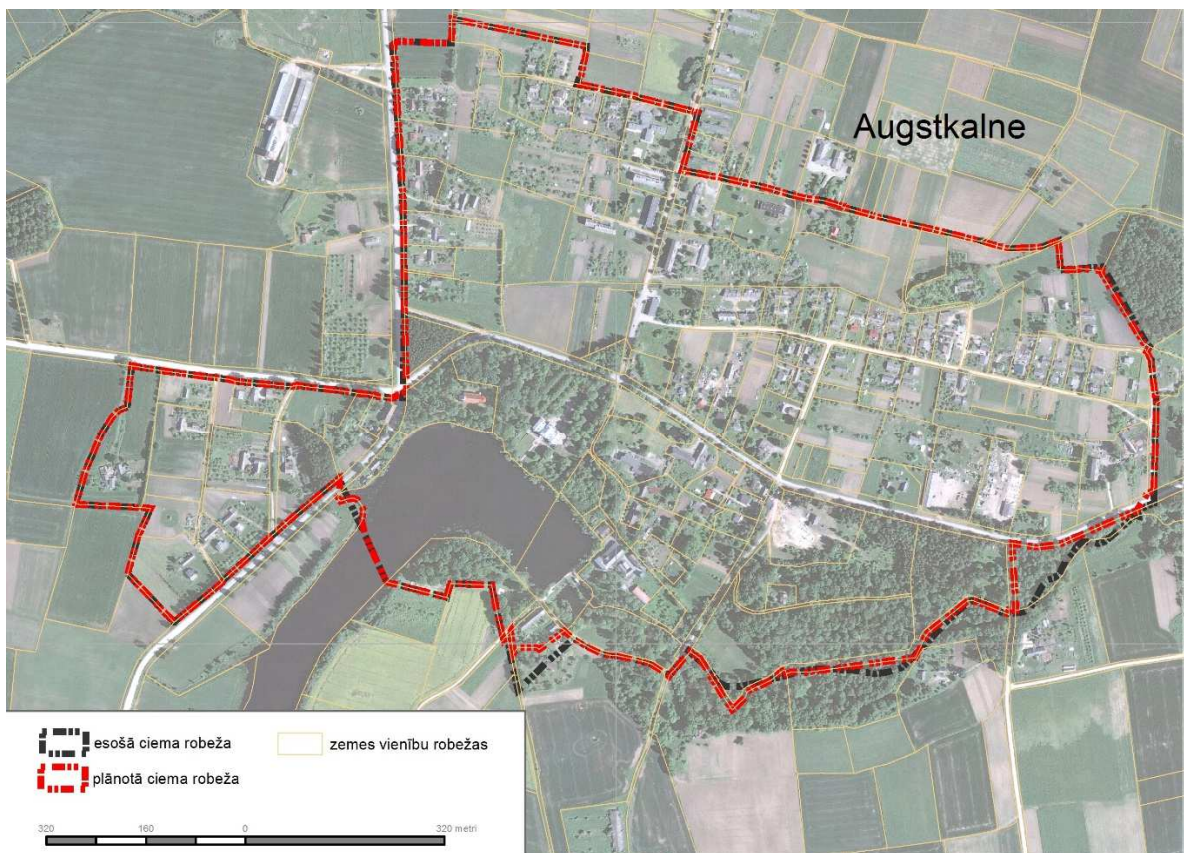 Augstkalne
esošā ciema robeža
zemes vienību robežas
plānotā ciema robeža
320 160 0 320 metri